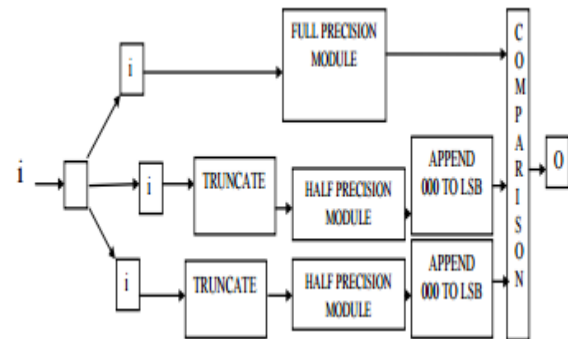 FULL PRECISION
MODULE
i
i
i
TRUNCATE
HALF PRECISION
MODULE
APPEND
000 TO LSB
i
TRUNCATE
HALF PRECISION
MODULE
APPEND
000 TO LSB
COMPARISON
O